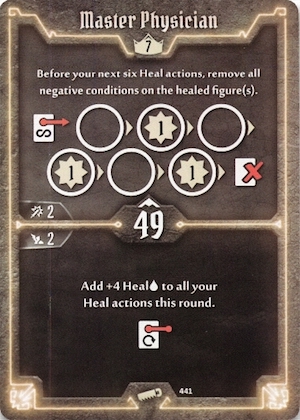 Master Physician
7
Before your next six Heal actions, remove all
negative conditions on the healed figure(s).
S
1
1
1
2
49
2
Add +4 Heal to all your
Heal actions this round.
441